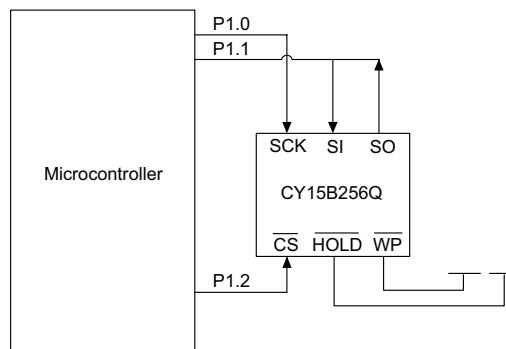 P1.0
P1.1
SCK SI SO
Microcontroller
CY15B256Q
CS HOLD WP
P1.2